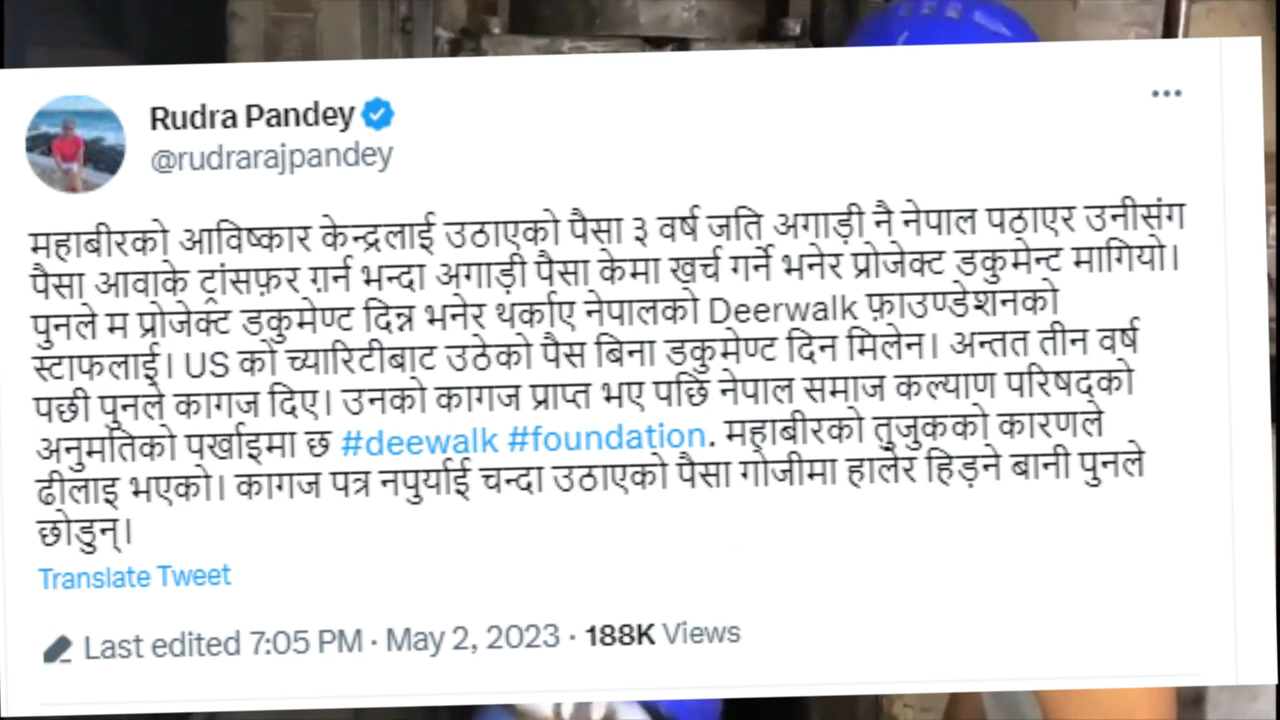 Rudra Pandey
@rudrarajpandey
महाबीरको आविष्कार केन्द्रलाई उठाएको पैसा ३ वर्ष जति अगाड़ी नै नेपाल पठाएर उनीसंग
पैसा आवाके ट्रांसफ़र ग़र्न भन्दा अगाड़ी पैसा केमा खर्च गर्ने भनेर प्रोजेक्ट डकुमेन्ट मागियो।
पुनले म प्रोजेक्ट डकुमेण्ट दिन्न भनेर थर्काए नेपालको Deerwalk फ़ाउण्डेशनको
स्टाफलाई। US को च्यारिटीबाट उठेको पैस बिना डकुमेण्ट दिन मिलेन। अन्तत तीन वर्ष
पछी पुनले कागज दिए। उनको कागज प्राप्त भए पछि नेपाल समाज कल्याण परिषदको
अनुमतिको पर्खाइमा छ #deewalk #foundation. महाबीरको तुजुकको कारणले
ढीलाइ भएको। कागज पत्र नपुर्याई चन्दा उठाएको पैसा गोजीमा हालेर हिड़ने बानी पुनले
छोडुन्।
Translate Tweet
Last edited 7:05 PM · May 2, 2023 · 188K Views